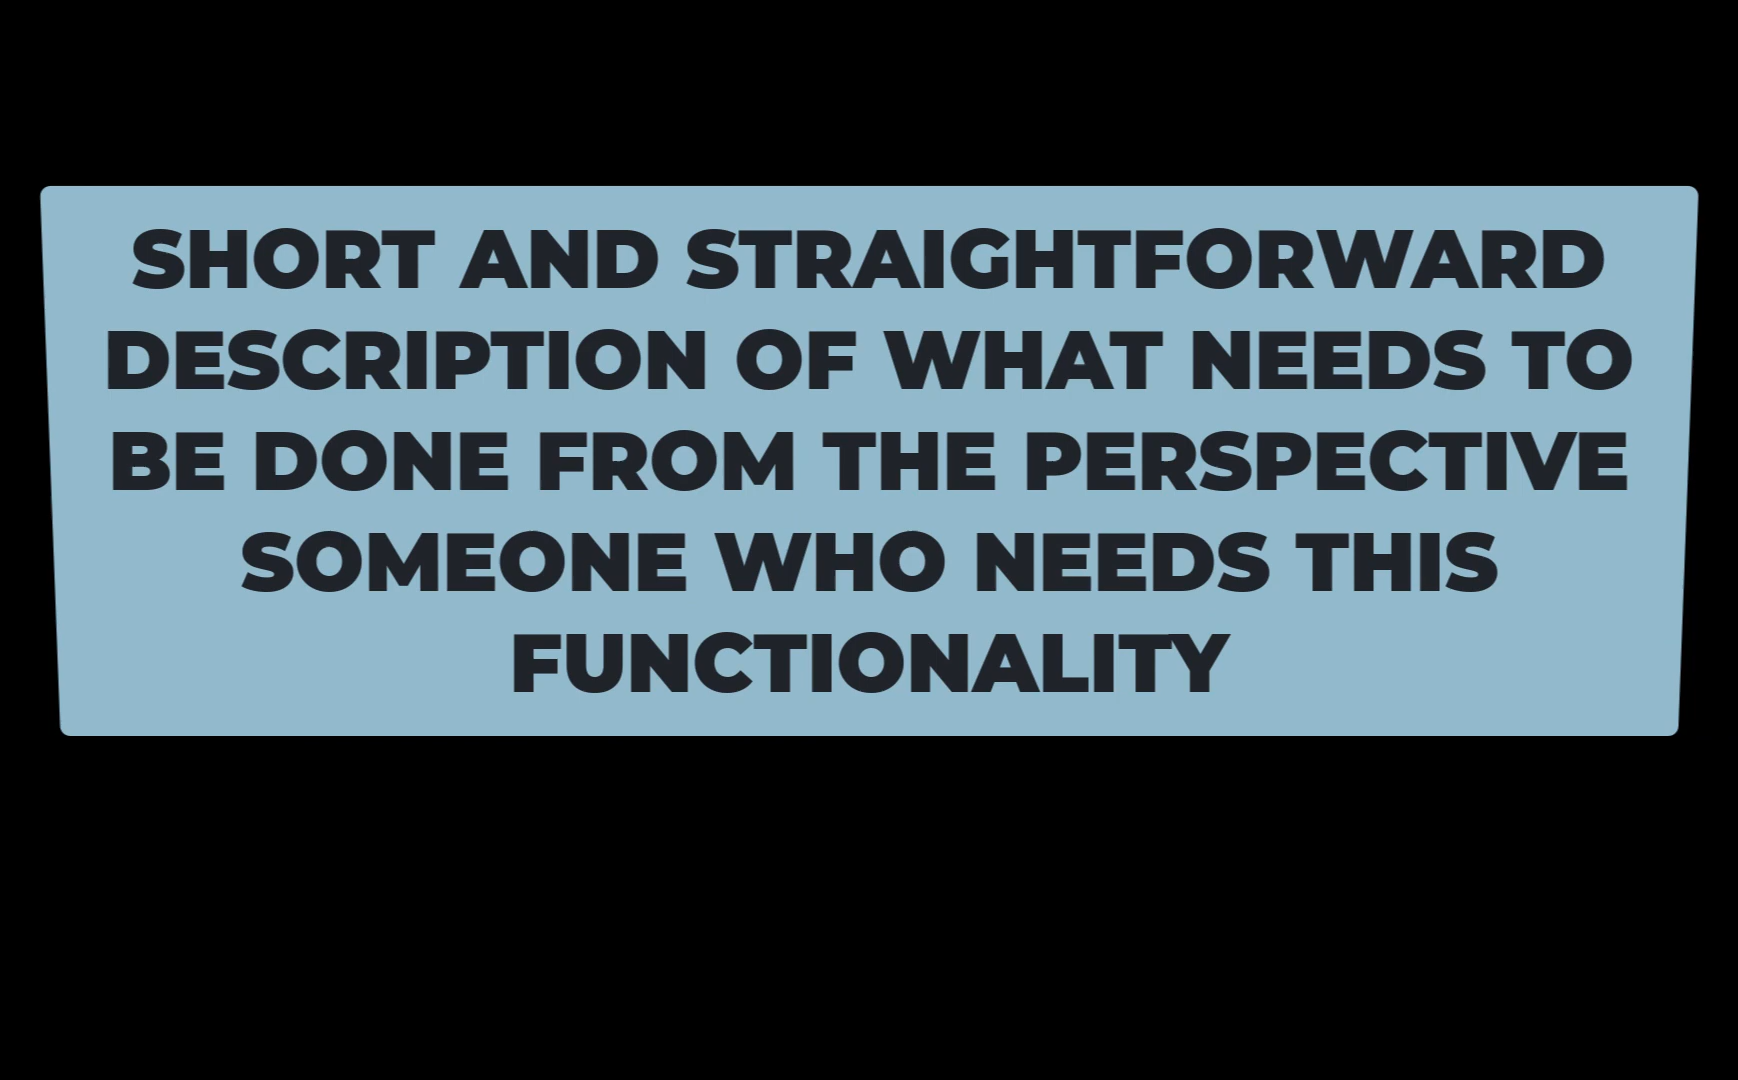 SHORT AND STRAIGHTFORWARD
DESCRIPTION OF WHAT NEEDS TO
BE DONE FROM THE PERSPECTIVE
SOMEONE WHO NEEDS THIS
FUNCTIONALITY